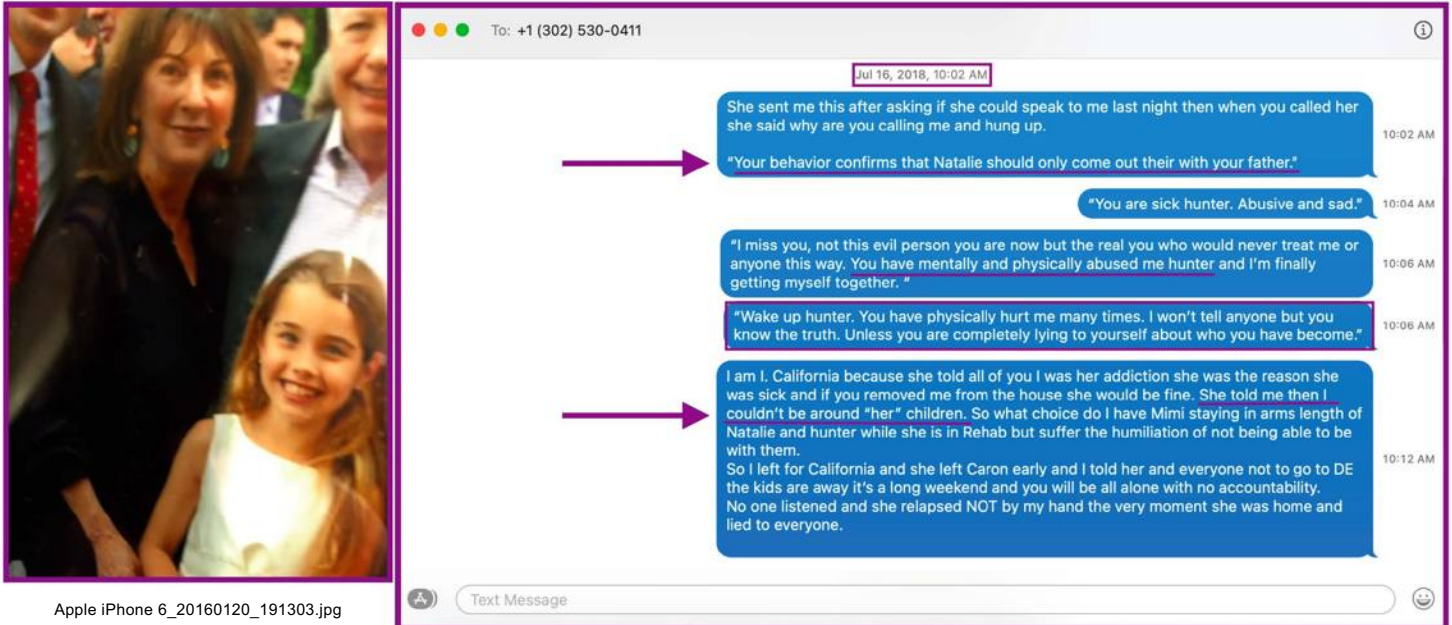 To: +1 (302) 530-0411
Jul 16, 2018, 10:02 AM
She sent me this after asking if she could speak to me last night then when you called her
she said why are you calling me and hung up.
10:02 AM
“Your behavior confirms that Natalie should only come out their with your father.”
“You are sick hunter. Abusive and sad.”
10:04 AM
“I miss you, not this evil person you are now but the real you who would never treat me or
anyone this way. You have mentally and physically abused me hunter and I’m finally
10:06 AM
getting myself together. “
“Wake up hunter. You have physically hurt me many times. I won’t tell anyone but you
know the truth. Unless you are completely lying to yourself about who you have become.”
10:06 AM
I am I. California because she told all of you I was her addiction she was the reason she
was sick and if you removed me from the house she would be fine. She told me then I
couldn’t be around “her” children. So what choice do I have Mimi staying in arms length of
Natalie and hunter while she is in Rehab but suffer the humiliation of not being able to be
with them.
10:12 AM
So I left for California and she left Caron early and I told her and everyone not to go to DE
the kids are away it’s a long weekend and you will be all alone with no accountability.
No one listened and she relapsed NOT by my hand the very moment she was home and
lied to everyone.
Text Message
Apple iPhone 6_20160120_191303.jpg